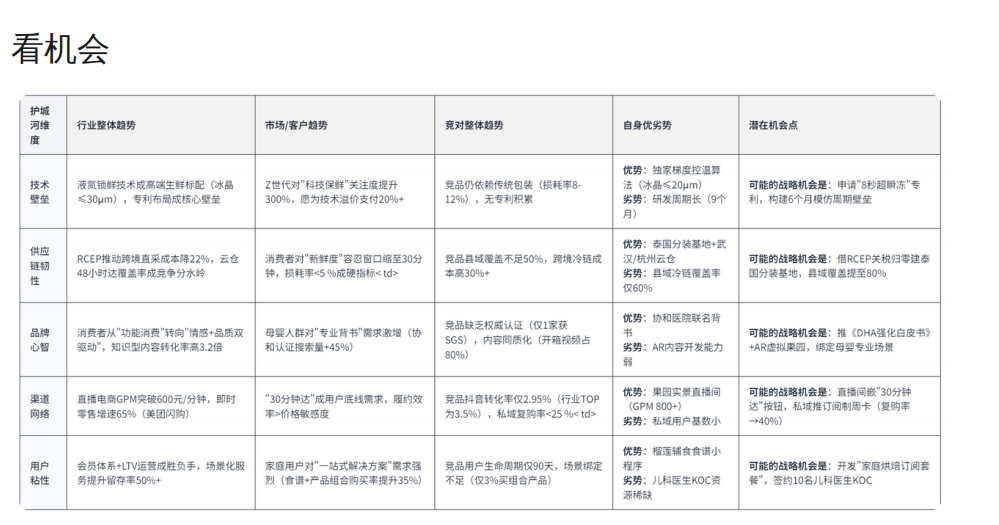 看机会
护城
河维
度
行业整体趋势
市场/客户趋势
竞对整体趋势
自身优劣势
潜在机会点
技术
壁垒
液氮锁鲜技术成高端生鲜标配（冰晶
≤30μm），专利布局成核心壁垒
Z世代对"科技保鲜"关注度提升
300%，愿为技术溢价支付20%+
竞品仍依赖传统包装（损耗率8-
12%），无专利积累
优势：独家梯度控温算
法（冰晶≤20μm）
劣势：研发周期长（9个
月）
可能的战略机会是：申请"8秒超瞬冻"专
利，构建6个月模仿周期壁垒
供应
链韧
性
RCEP推动跨境直采成本降22%，云仓
48小时达覆盖率成竞争分水岭
消费者对"新鲜度"容忍窗口缩至30分
钟，损耗率<5 %成硬指标< td>
竞品县域覆盖不足50%，跨境冷链成
本高30%+
优势：泰国分装基地+武
汉/杭州云仓
劣势：县域冷链覆盖率
仅60%
可能的战略机会是：借RCEP关税归零建泰
国分装基地，县域覆盖提至80%
品牌
心智
消费者从"功能消费"转向"情感+品质双
驱动"，知识型内容转化率高3.2倍
母婴人群对"专业背书"需求激增（协
和认证搜索量+45%）
竞品缺乏权威认证（仅1家获
SGS），内容同质化（开箱视频占
80%）
优势：协和医院联名背
书
劣势：AR内容开发能力
弱
可能的战略机会是：推《DHA强化白皮书》
+AR虚拟果园，绑定母婴专业场景
渠道
网络
直播电商GPM突破600元/分钟，即时
零售增速65%（美团闪购）
"30分钟达"成用户底线需求，履约效
率>价格敏感度
竞品抖音转化率仅2.95%（行业TOP
为3.5%），私域复购率<25 %< td>
优势：果园实景直播间
（GPM 800+）
劣势：私域用户基数小
可能的战略机会是：直播间嵌"30分钟
达"按钮，私域推订阅制周卡（复购率
→40%）
用户
粘性
会员体系+LTV运营成胜负手，场景化服
务提升留存率50%+
家庭用户对"一站式解决方案"需求强
烈（食谱+产品组合购买率提升35%）
竞品用户生命周期仅90天，场景绑定
不足（仅3%买组合产品）
优势：榴莲辅食食谱小
程序
劣势：儿科医生KOC资
源稀缺
可能的战略机会是：开发"家庭烘焙订阅套
餐"，签约10名儿科医生KOC